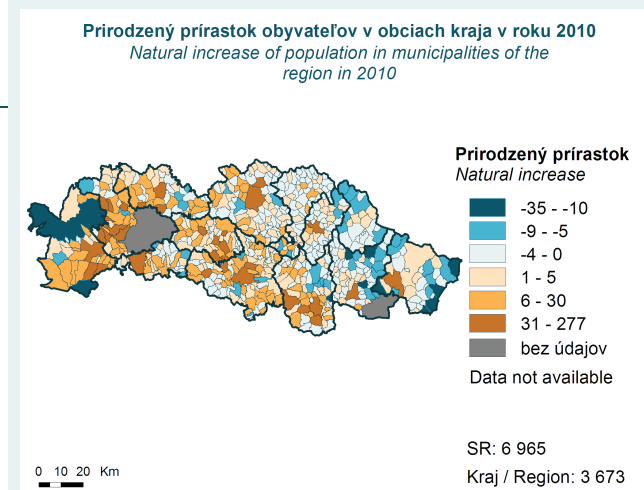 Prirodzený prírastok obyvateľov v obciach kraja v roku 2010
Natural increase of population in municipalities of the
region in 2010
Prirodzený prírastok
Natural increase
-35 - -10
-9 - -5
-4 - 0
1 - 5
6 - 30
31 - 277
bez údajov
Data not available
SR: 6 965
Kraj / Region: 3 673
0 10 20 Km